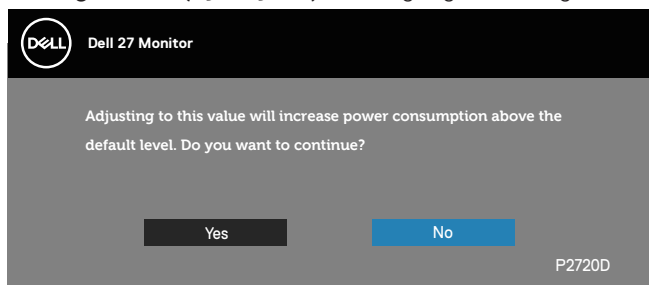 DELL
Dell 27 Monitor
Adjusting to this value will increase power consumption above the
default level. Do you want to continue?
Yes
No
P2720D